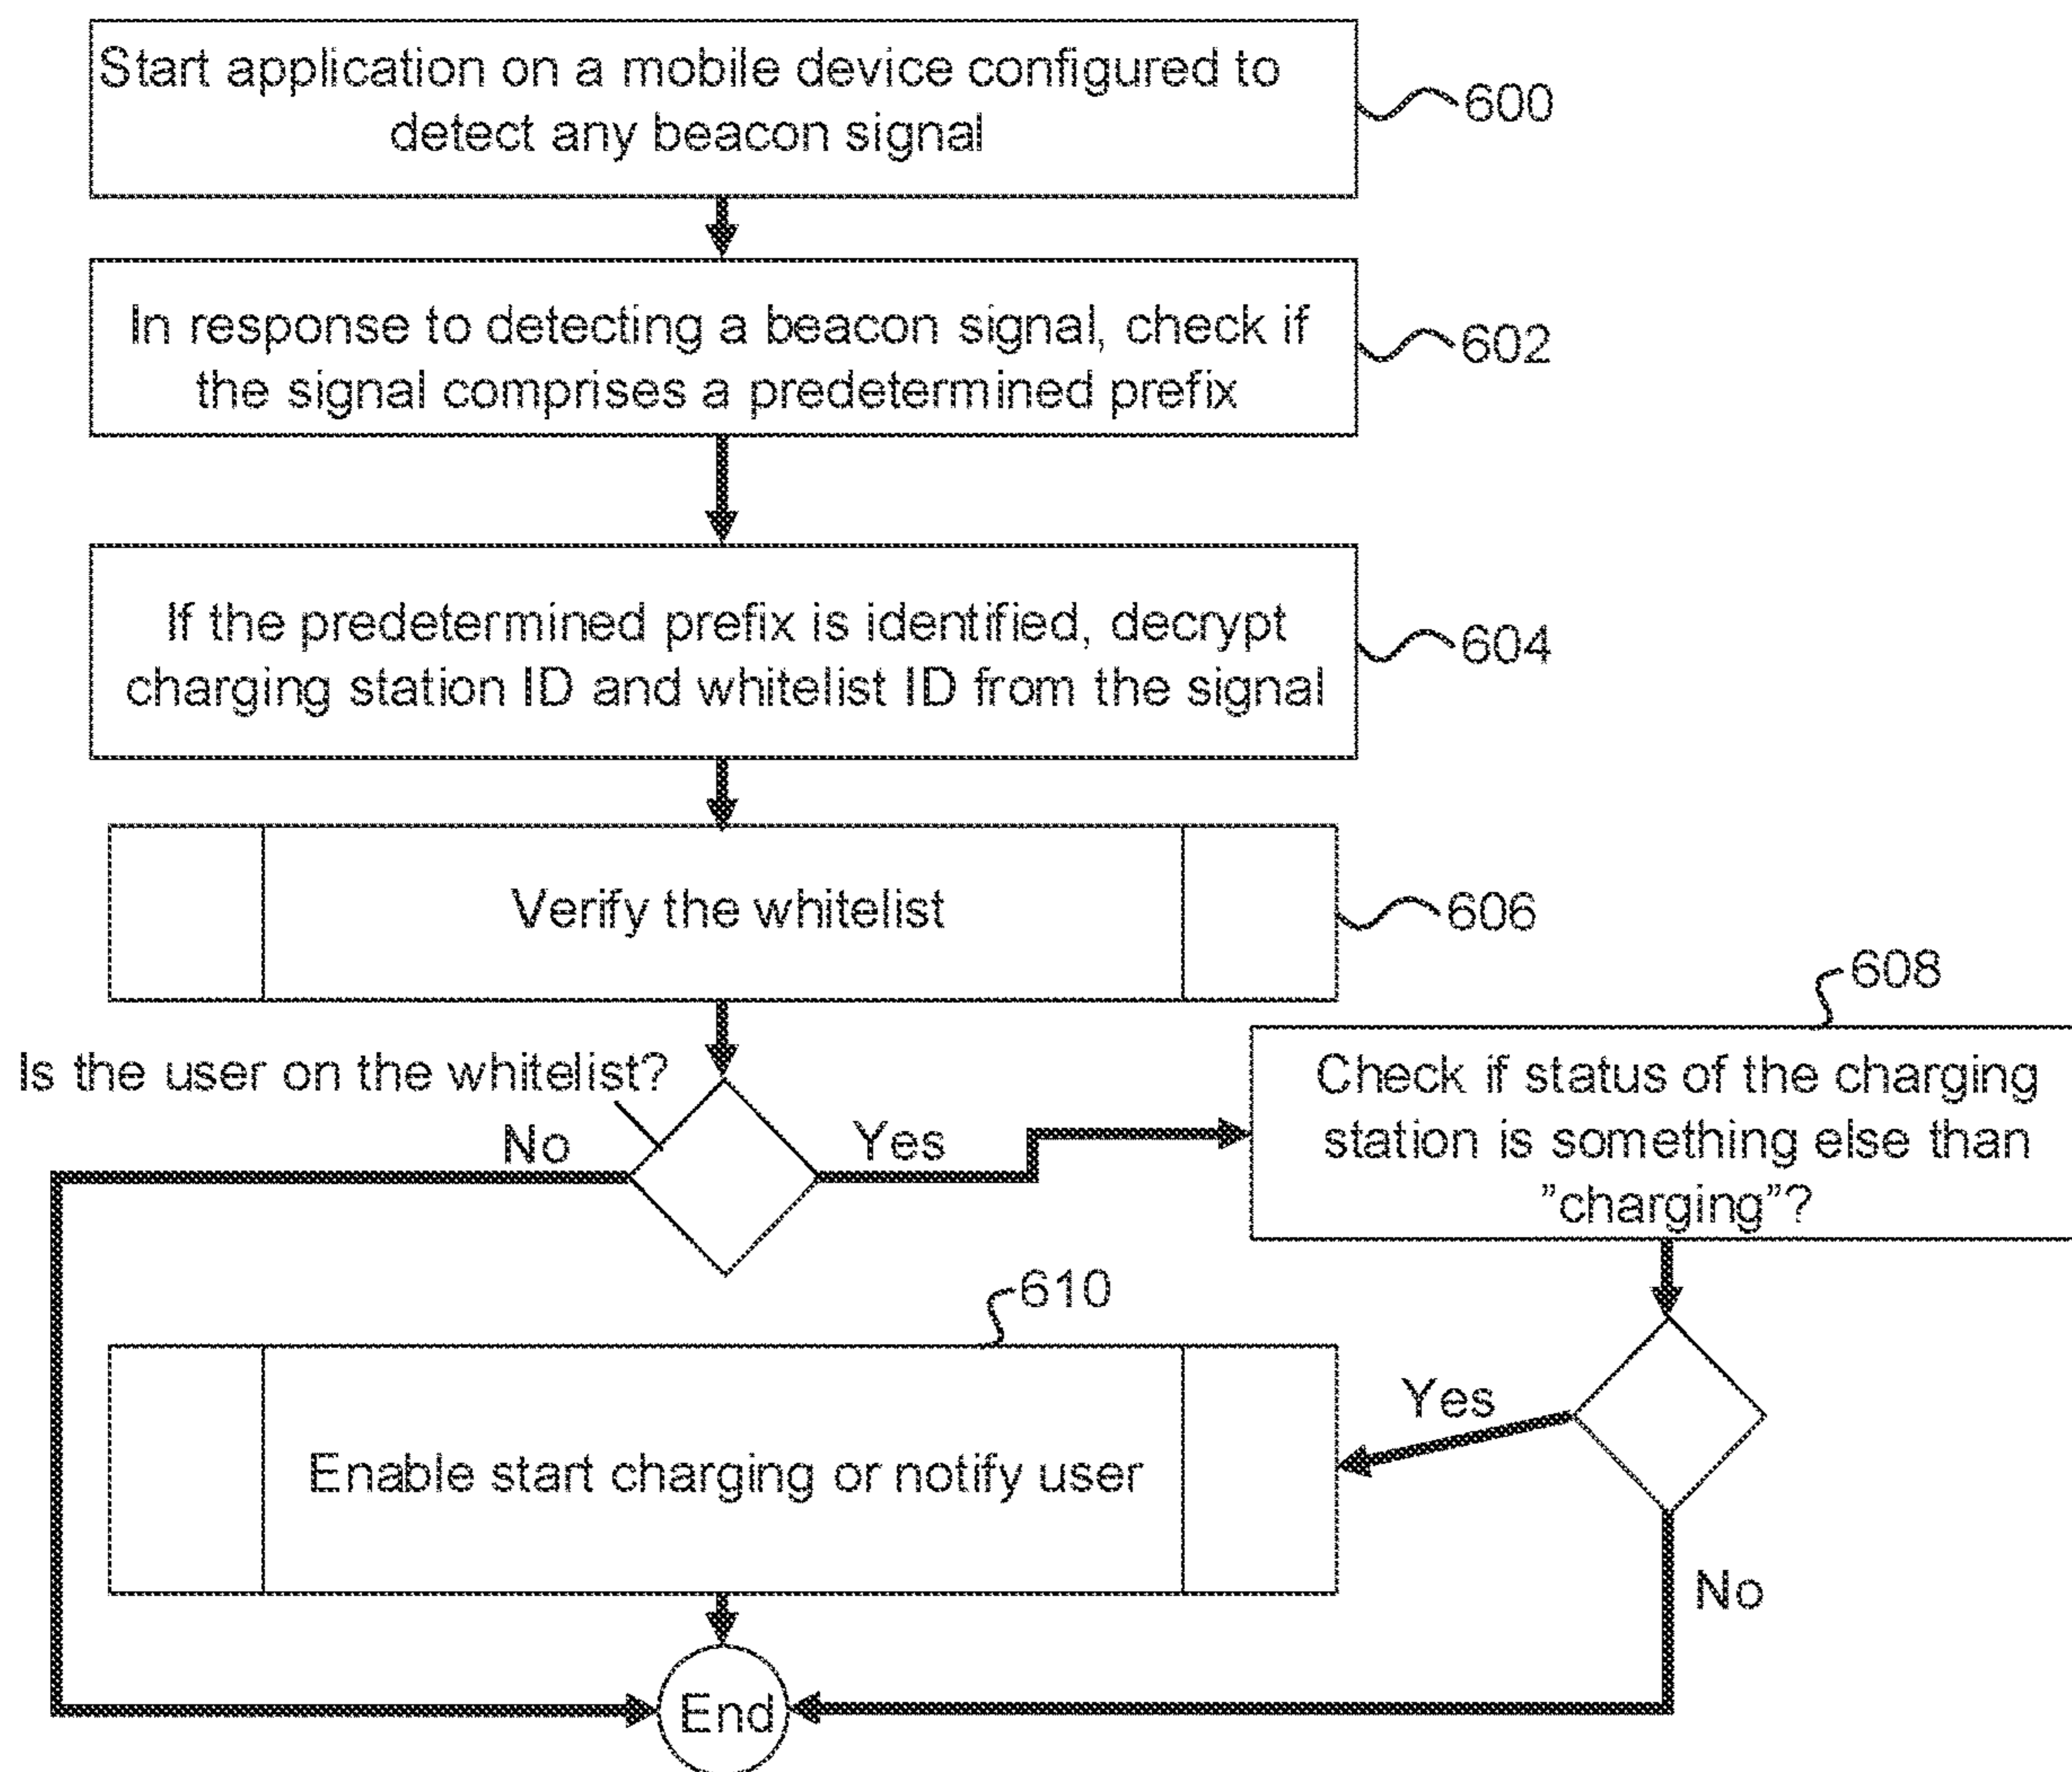 Start application on a mobile device configured to
detect any beacon signal
600
In response to detecting a beacon signal, check if
the signal comprises a predetermined prefix
602
If the predetermined prefix is identified, decrypt
charging station ID and whitelist ID from the signal
604
Verify the whitelist
606
Is the user on the whitelist?
No
Yes
608
Check if status of the charging
station is something else than
”charging”?
610
Enable start charging or notify user
Yes
No
End